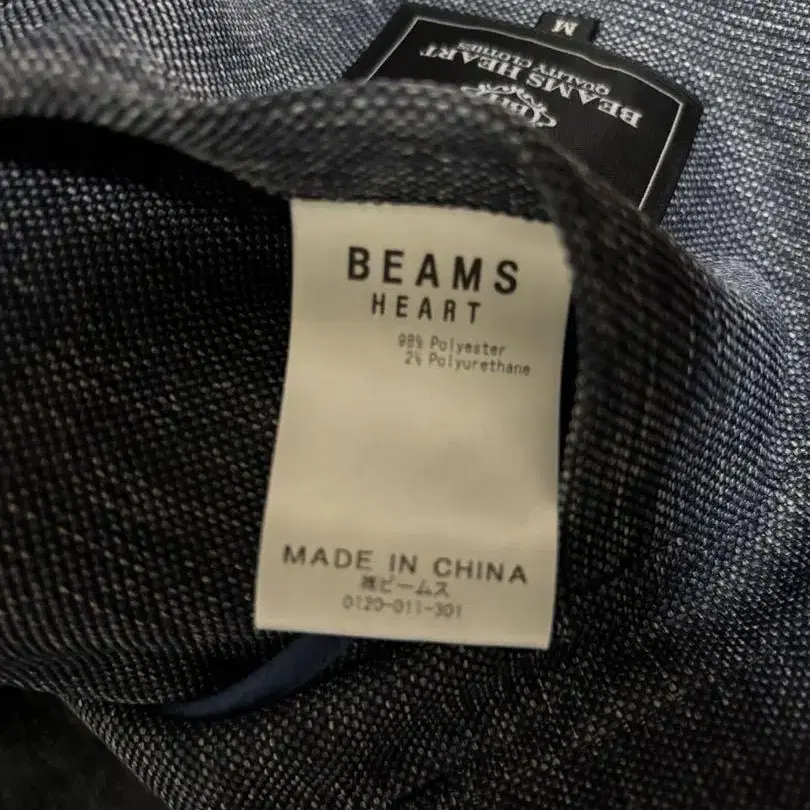 M
BEAMS HEART
QUALITY CLOTHES
BEAMS
HEART
98% Polyester
2% Polyurethane
MADE IN CHINA
㈱ビームス
0120-011-301